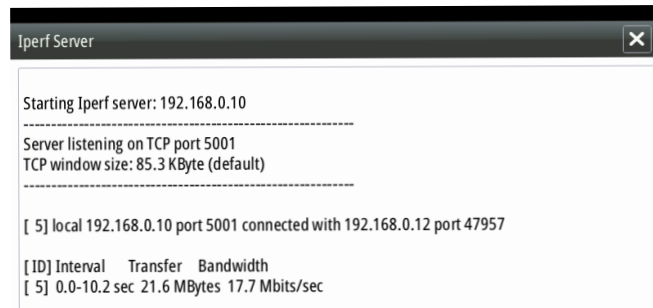 Iperf Server
Starting Iperf server: 192.168.0.10
------------------------------------------------------------
Server listening on TCP port 5001
TCP window size: 85.3 KByte (default)
------------------------------------------------------------
[ 5] local 192.168.0.10 port 5001 connected with 192.168.0.12 port 47957
[ ID] Interval Transfer Bandwidth
[ 5] 0.0-10.2 sec 21.6 MBytes 17.7 Mbits/sec